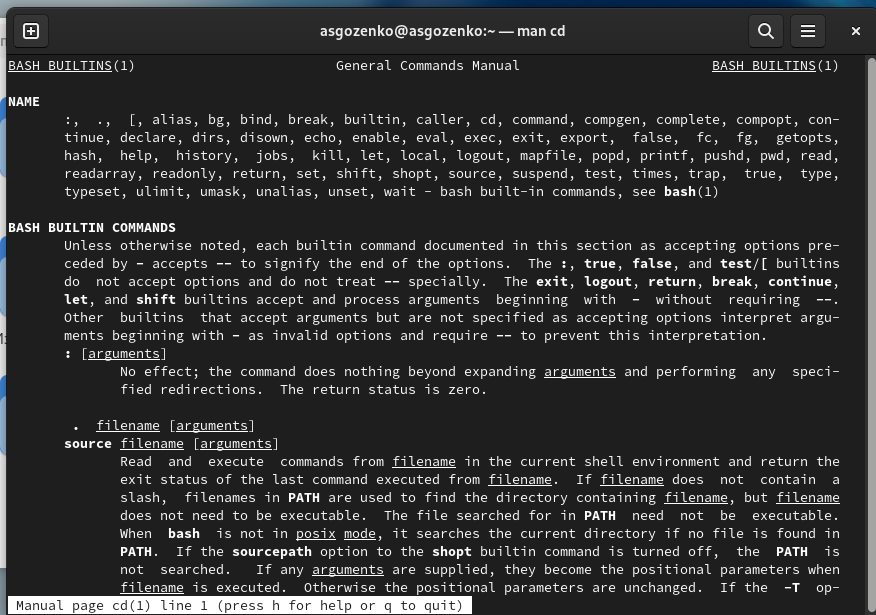 asgozenko@asgozenko:~ — man cd
BASH BUILTINS(1) General Commands Manual BASH BUILTINS(1)
NAME
:, ., [, alias, bg, bind, break, builtin, caller, cd, command, compgen, complete, compopt, con-
tinue, declare, dirs, disown, echo, enable, eval, exec, exit, export, false, fc, fg, getopts,
hash, help, history, jobs, kill, let, local, logout, mapfile, popd, printf, pushd, pwd, read,
readarray, readonly, return, set, shift, shopt, source, suspend, test, times, trap, true, type,
typeset, ulimit, umask, unalias, unset, wait - bash built-in commands, see bash(1)
BASH BUILTIN COMMANDS
Unless otherwise noted, each builtin command documented in this section as accepting options pre-
ceded by - accepts -- to signify the end of the options. The :, true, false, and test/[ builtins
do not accept options and do not treat -- specially. The exit, logout, return, break, continue,
let, and shift builtins accept and process arguments beginning with - without requiring --.
Other builtins that accept arguments but are not specified as accepting options interpret argu-
ments beginning with - as invalid options and require -- to prevent this interpretation.
: [arguments]
No effect; the command does nothing beyond expanding arguments and performing any speci-
fied redirections. The return status is zero.
. filename [arguments]
source filename [arguments]
Read and execute commands from filename in the current shell environment and return the
exit status of the last command executed from filename. If filename does not contain a
slash, filenames in PATH are used to find the directory containing filename, but filename
does not need to be executable. The file searched for in PATH need not be executable.
When bash is not in posix mode, it searches the current directory if no file is found in
PATH. If the sourcepath option to the shopt builtin command is turned off, the PATH is
not searched. If any arguments are supplied, they become the positional parameters when
filename is executed. Otherwise the positional parameters are unchanged. If the -T op-
Manual page cd(1) line 1 (press h for help or q to quit)